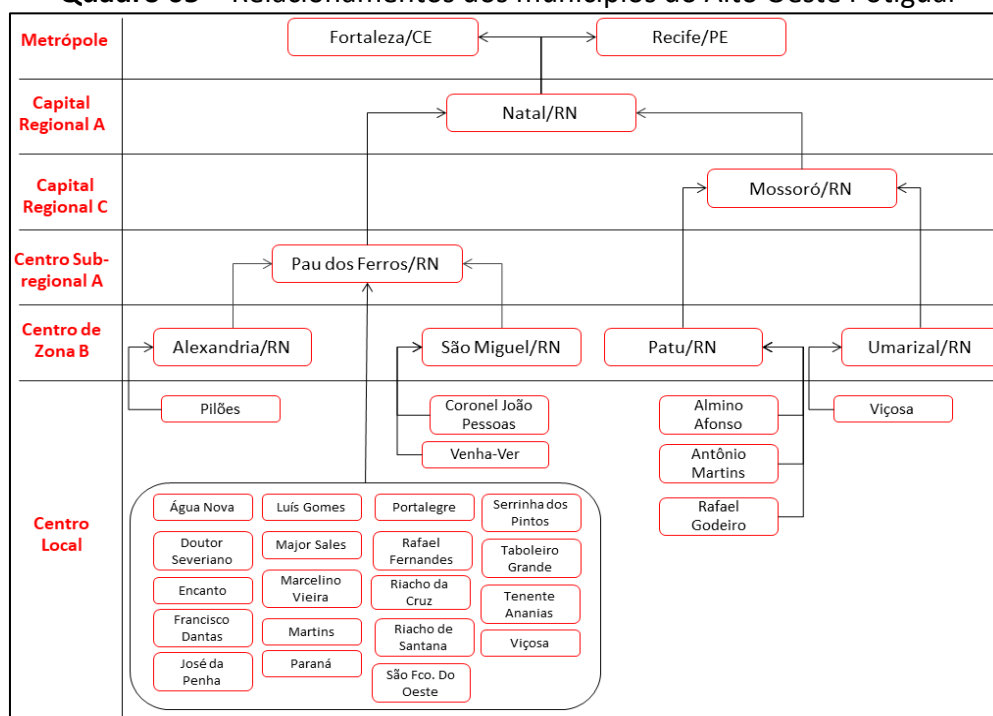 Quadro 03 – Relacionamentos dos municípios do Alto Oeste Potiguar
Metrópole
Fortaleza/CE
Recife/PE
Capital
Regional A
Natal/RN
Capital
Regional C
Mossoró/RN
Centro Sub-
regional A
Pau dos Ferros/RN
Centro de
Zona B
Alexandria/RN
São Miguel/RN
Patu/RN
Umarizal/RN
Centro
Local
Pilões
Coronel João
Pessoas
Venha-Ver
Almino
Afonso
Antônio
Martins
Rafael
Godeiro
Viçosa
Água Nova
Doutor
Severiano
Encanto
Francisco
Dantas
José da
Penha
Luís Gomes
Major Sales
Marcelino
Vieira
Martins
Paraná
Portalegre
Rafael
Fernandes
Riacho da
Cruz
Riacho de
Santana
São Fco. Do
Oeste
Serrinha dos
Pintos
Taboleiro
Grande
Tenente
Ananias
Viçosa